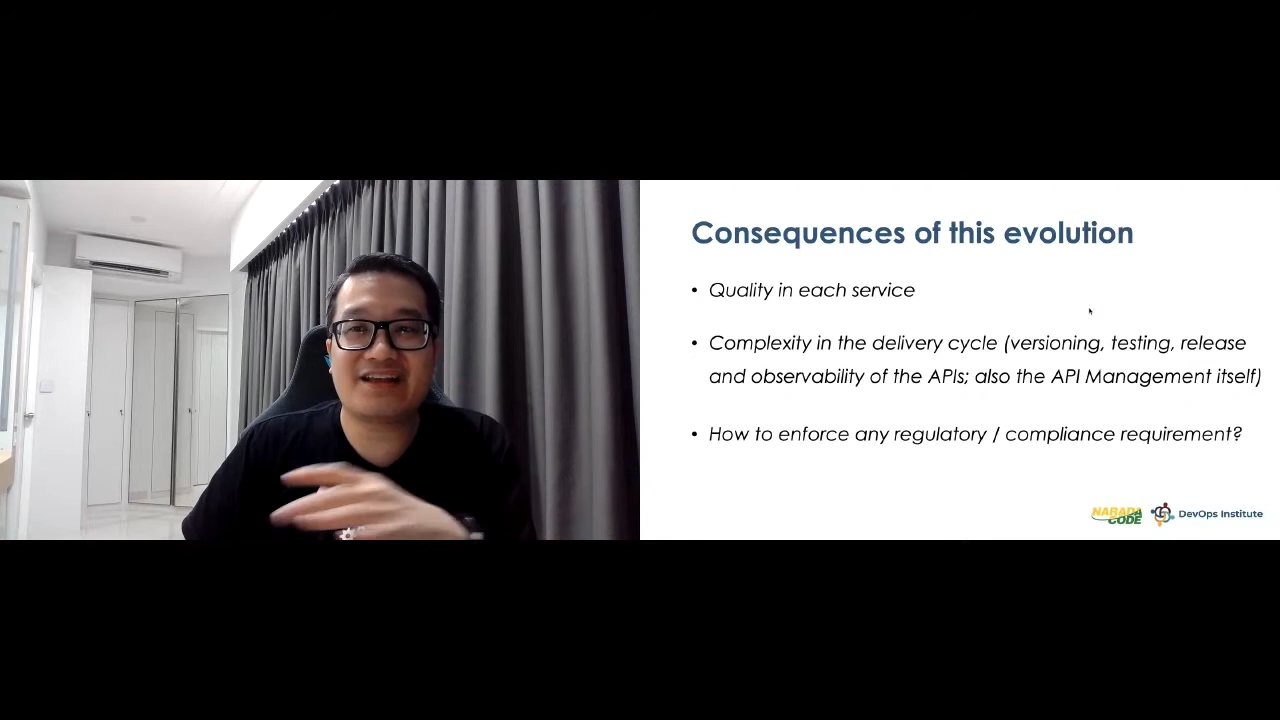 Consequences of this evolution
• Quality in each service
• Complexity in the delivery cycle (versioning, testing, release
and observability of the APIs; also the API Management itself)
• How to enforce any regulatory / compliance requirement?
NARADA
CODE
DevOps Institute